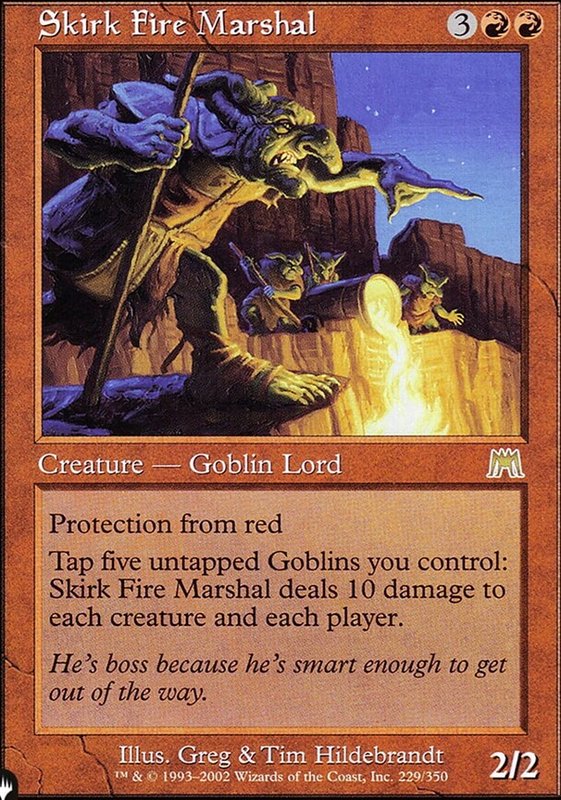 Skirk Fire Marshal 3
Creature — Goblin Lord
Protection from red
Tap five untapped Goblins you control:
Skirk Fire Marshal deals 10 damage to
each creature and each player.
He's boss because he's smart enough to get
out of the way.
Illus. Greg & Tim Hildebrandt
2/2
™ & © 1993–2002 Wizards of the Coast, Inc. 229/350